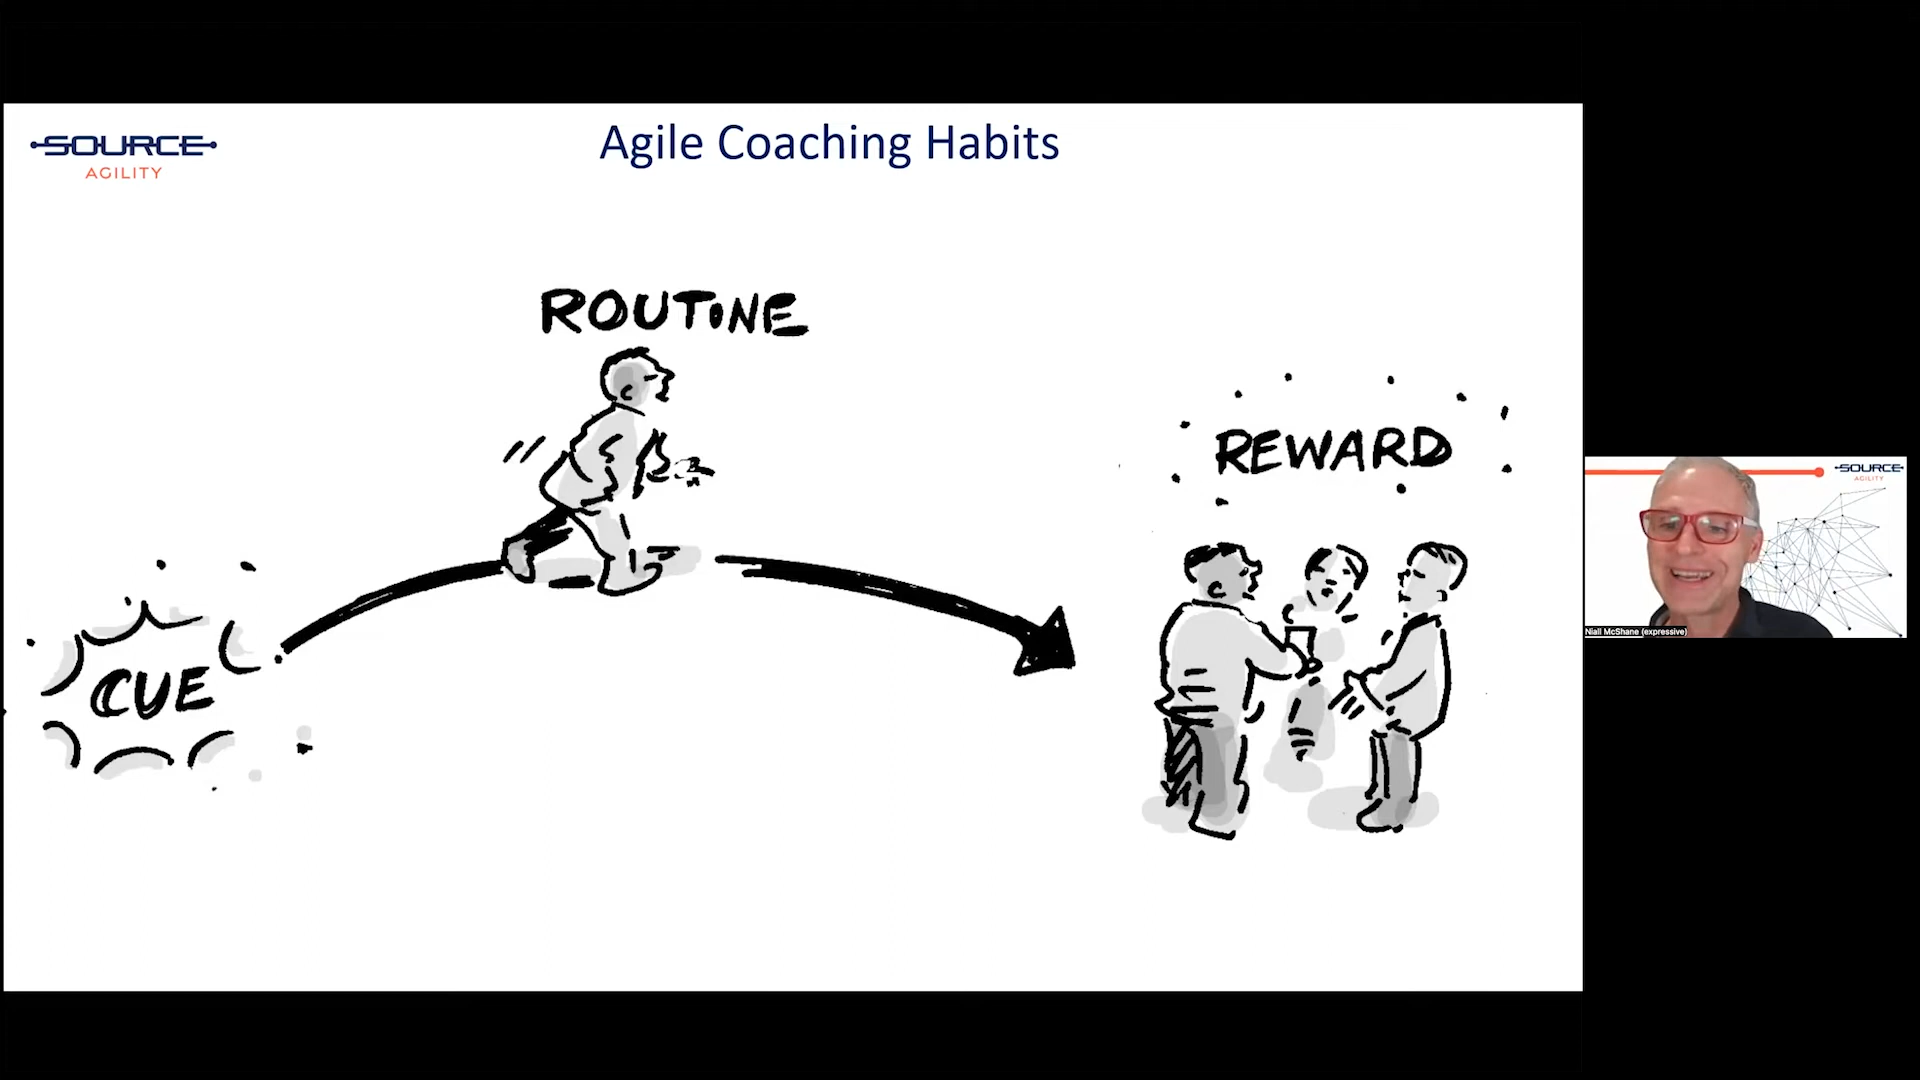 SOURCE
AGILITY
Agile Coaching Habits
ROUTINE
REWARD
CUE
SOURCE
AGILITY
Niall McShane (expressive)